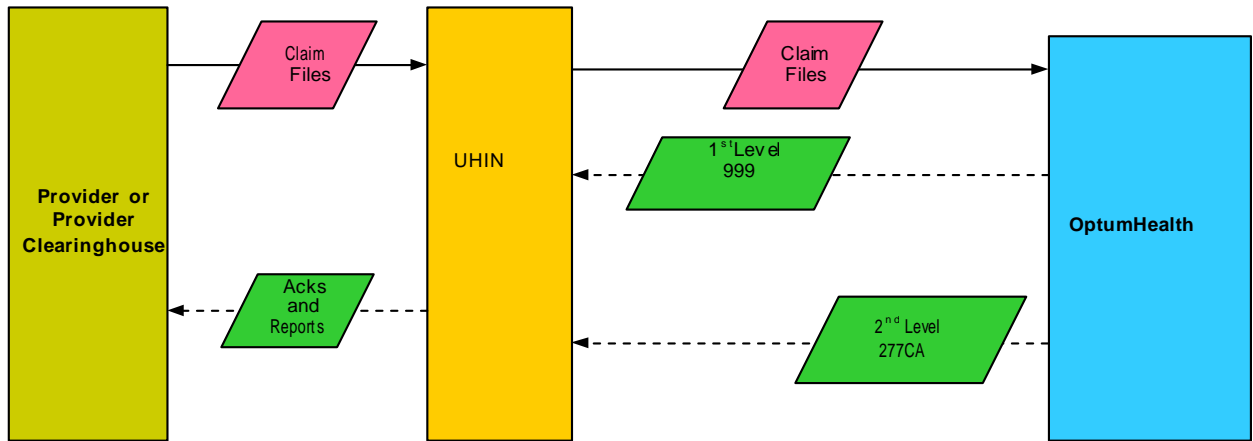 Claim
Files
Claim
Files
1st Level
999
UHIN
Provider or
Provider
Clearinghouse
OptumHealth
Acks
and
Reports
2nd Level
277CA